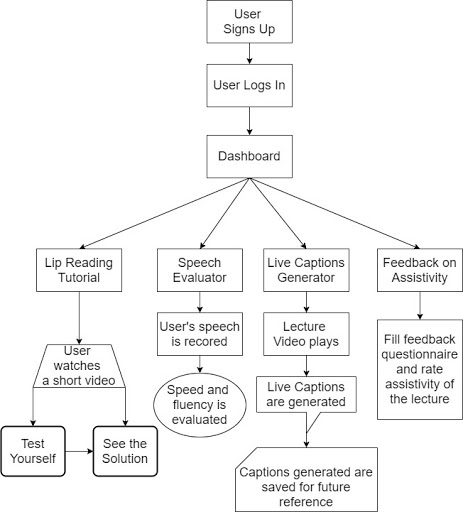 User
Signs Up
User Logs In
Dashboard
Lip Reading
Tutorial
Speech
Evaluator
Live Captions
Generator
Feedback on
Assistivity
User
watches
a short video
User's speech
is recored
Lecture
Video plays
Fill feedback
questionnaire
and rate
assistivity of
the lecture
Speed and
fluency is
evaluated
Live Captions
are generated
Test
Yourself
See the
Solution
Captions generated are
saved for future
reference